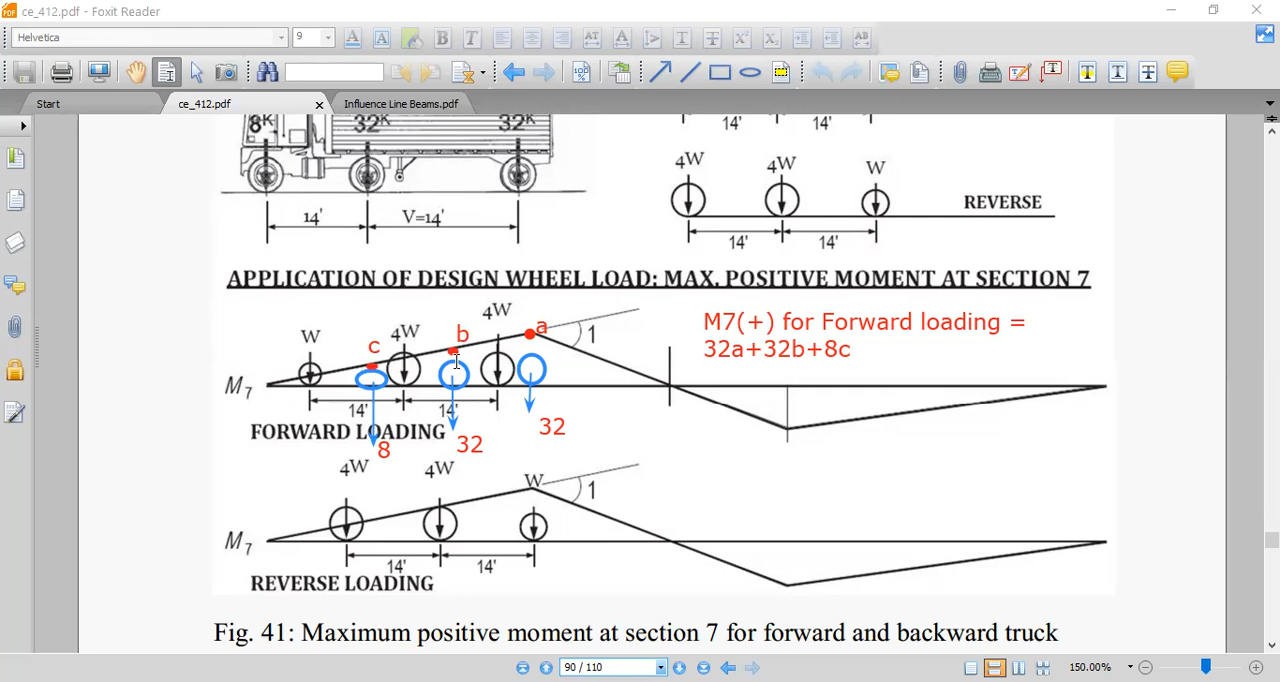 ce_412.pdf - Foxit Reader
Helvetica
9
Start
ce_412.pdf
Influence Line Beams.pdf
8K
32K
32K
14'
V=14'
14'
14'
4W
4W
W
REVERSE
14'
14'
APPLICATION OF DESIGN WHEEL LOAD: MAX. POSITIVE MOMENT AT SECTION 7
W
c
4W
b
4W
a
1
M7(+) for Forward loading =
32a+32b+8c
M7
14'
14'
FORWARD LOADING
8
32
32
4W
4W
W
1
M7
14'
14'
REVERSE LOADING
Fig. 41: Maximum positive moment at section 7 for forward and backward truck
90 / 110
150.00%